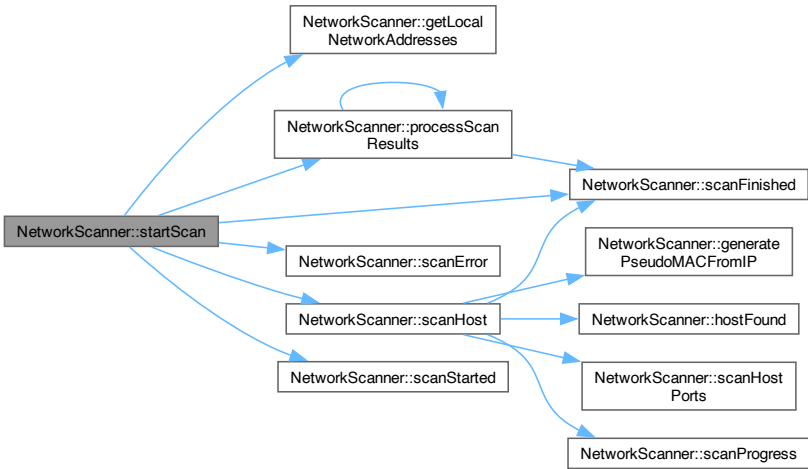 NetworkScanner::startScan
NetworkScanner::getLocal
NetworkAddresses
NetworkScanner::processScan
Results
NetworkScanner::scanFinished
NetworkScanner::scanError
NetworkScanner::scanHost
NetworkScanner::generate
PseudoMACFromIP
NetworkScanner::hostFound
NetworkScanner::scanHost
Ports
NetworkScanner::scanProgress
NetworkScanner::scanStarted